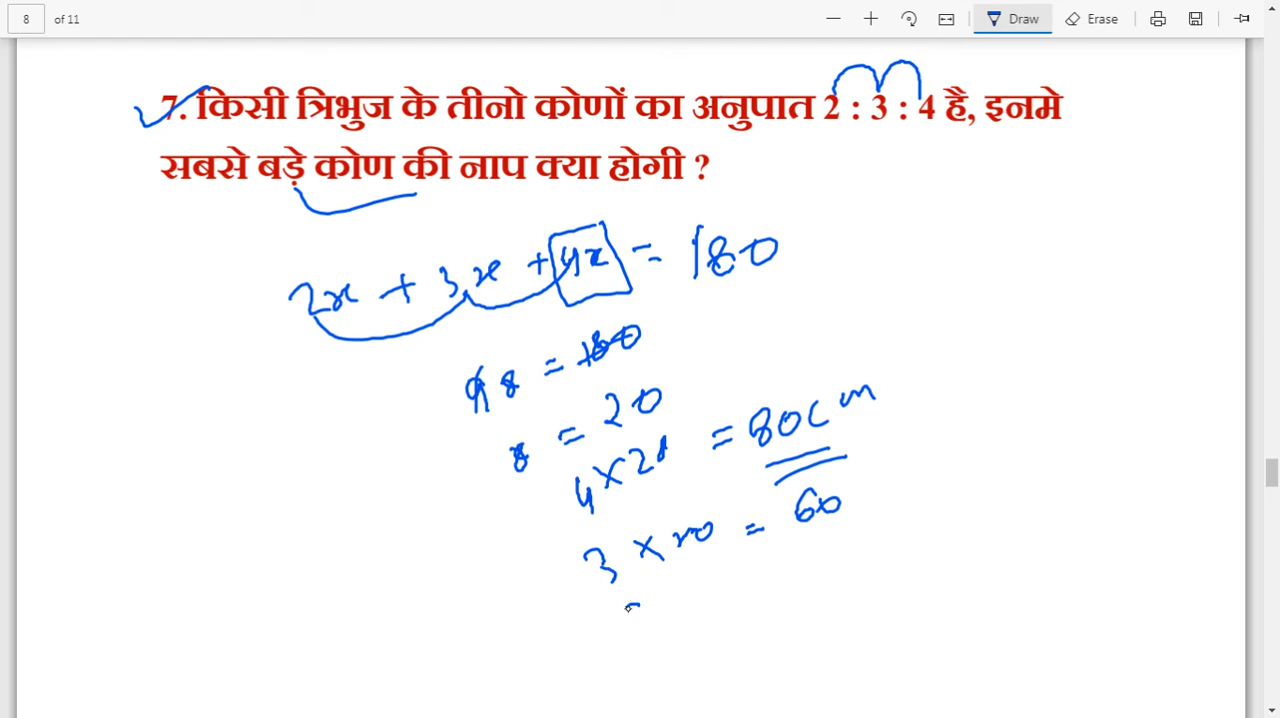 8 of 11 Draw Erase
7. किसी त्रिभुज के तीनो कोणों का अनुपात 2 : 3 : 4 है, इनमे
सबसे बड़े कोण की नाप क्या होगी ?
2x + 3x + 4x = 180
9x = 180
x = 20
4 × 20 = 80 cm
3 × 20 = 60